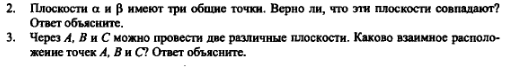 2. Плоскости α и β имеют три общие точки. Верно ли, что эти плоскости совпадают?
Ответ объясните.
3. Через A, B и C можно провести две различные плоскости. Каково взаимное располо-
жение точек A, B и C? Ответ объясните.